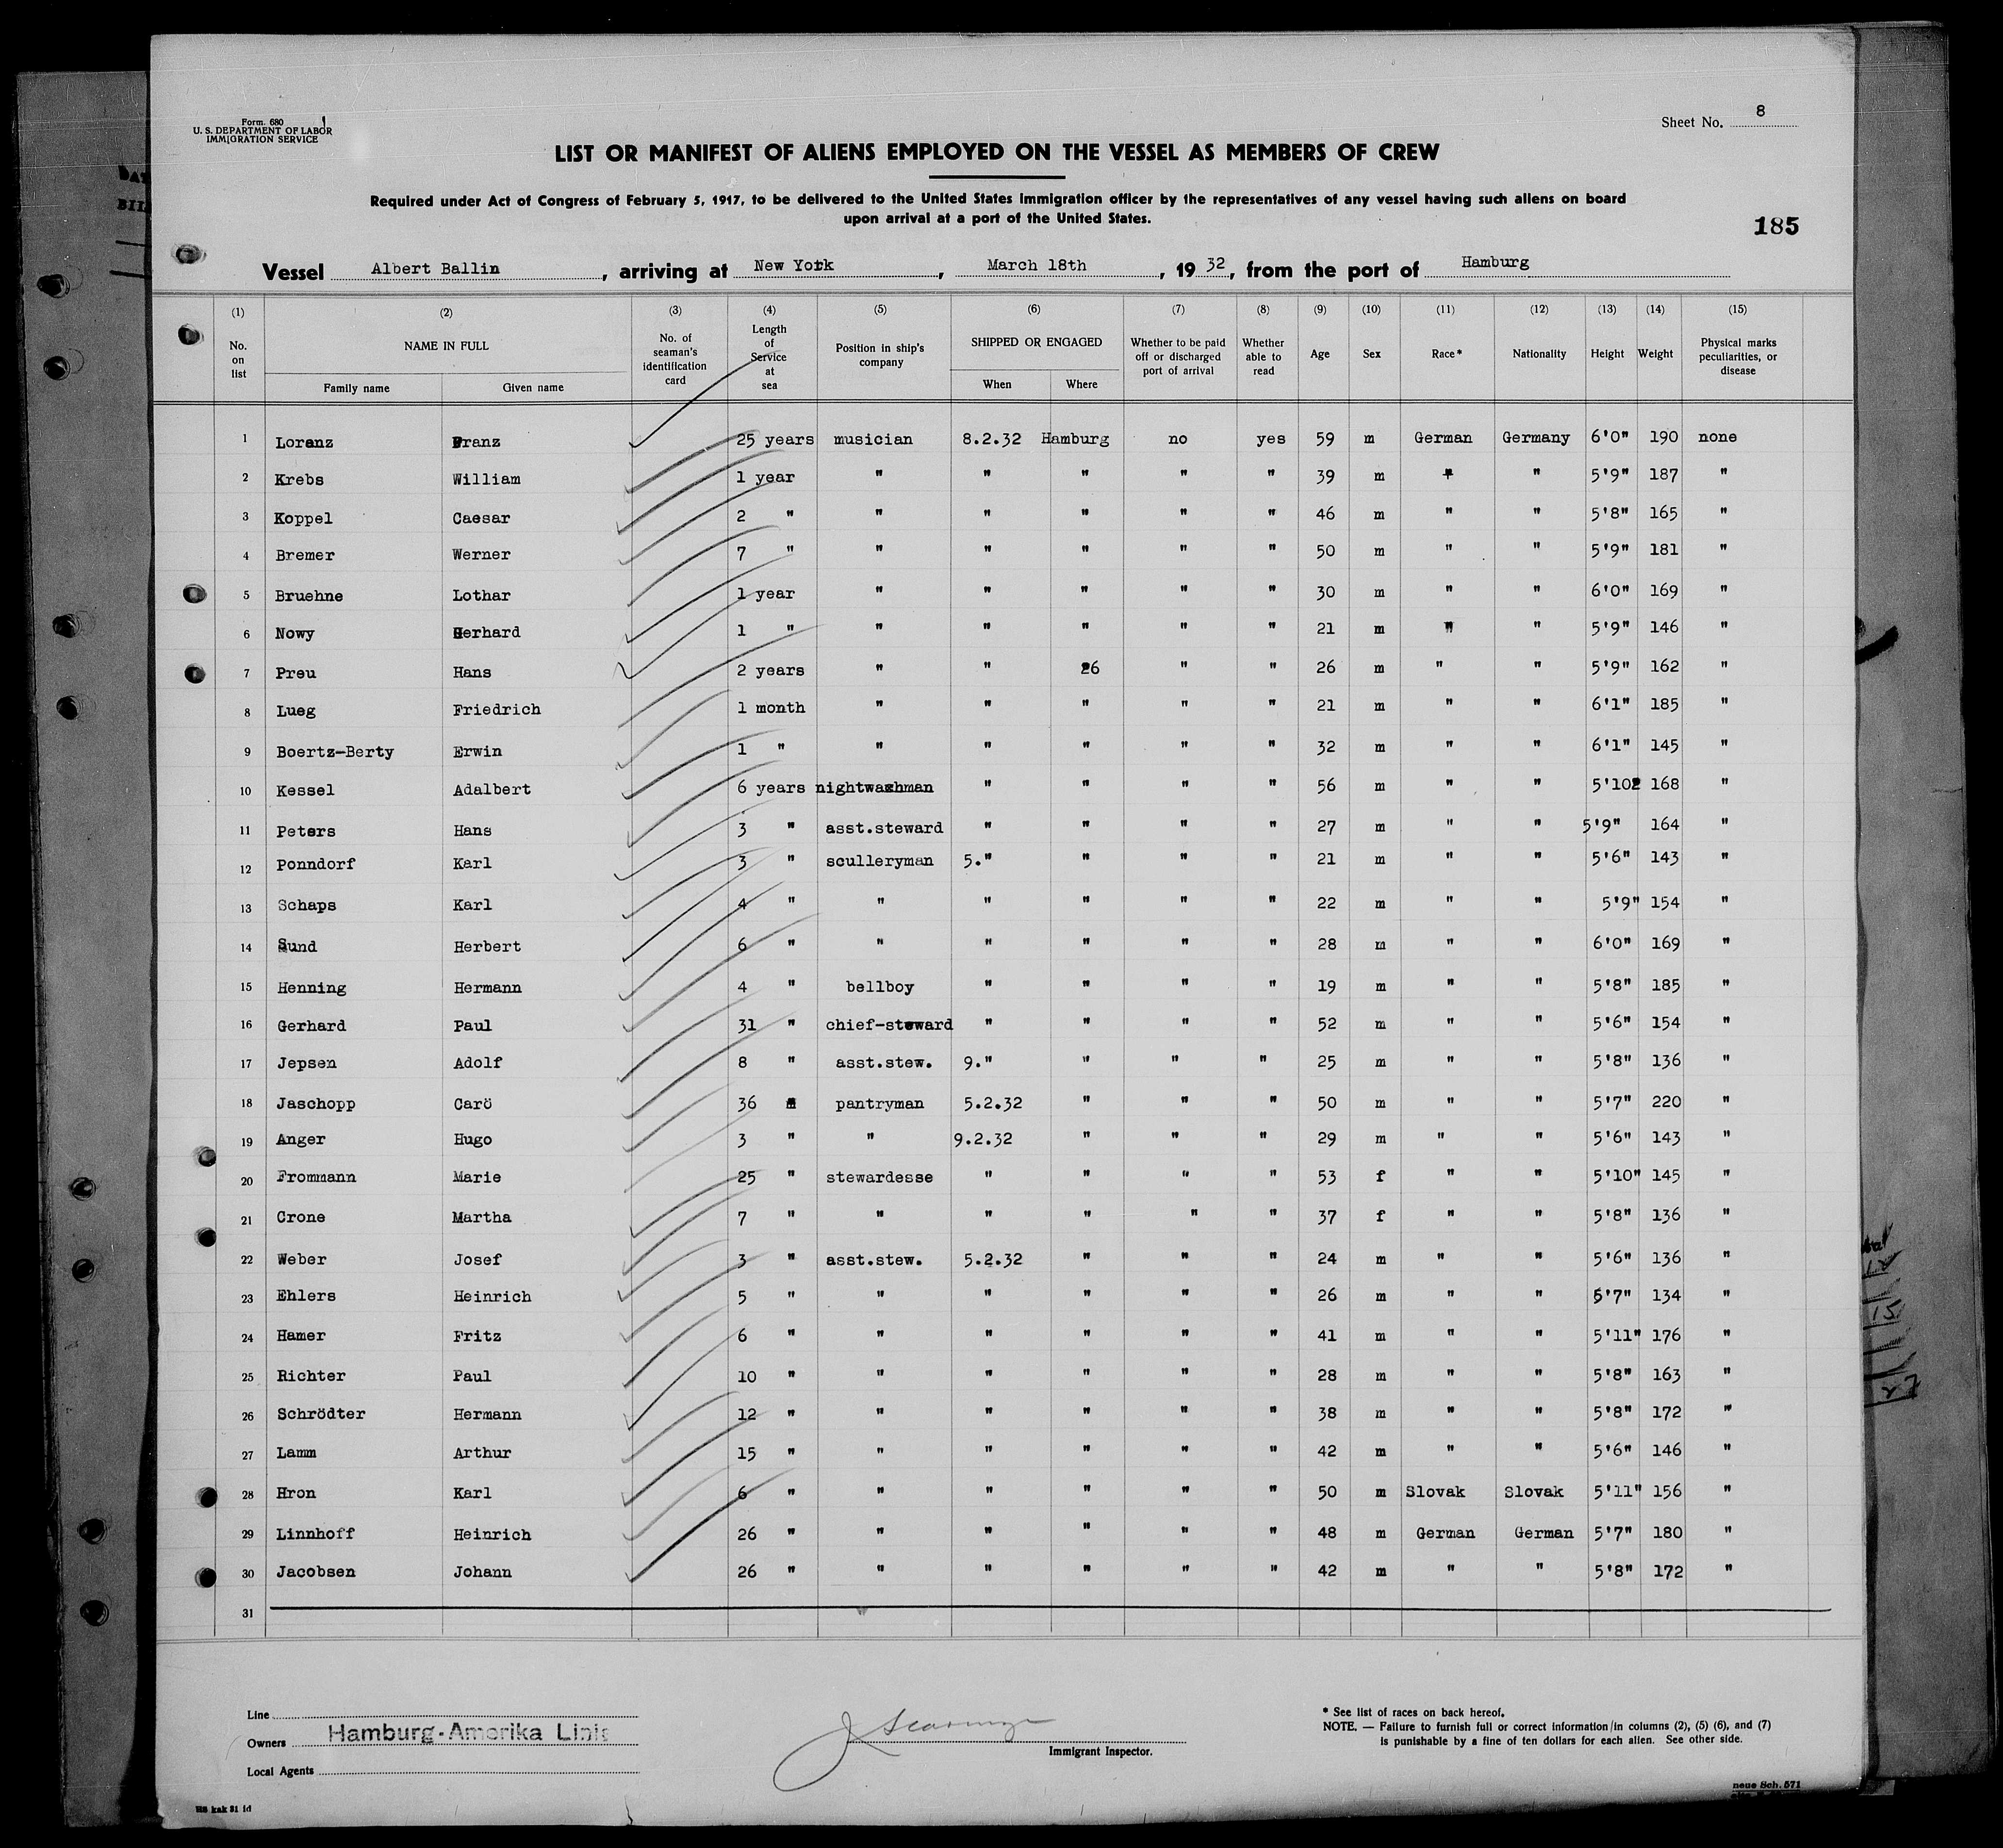 Form. 680
U. S. DEPARTMENT OF LABOR
IMMIGRATION SERVICE
Sheet No. 8
LIST OR MANIFEST OF ALIENS EMPLOYED ON THE VESSEL AS MEMBERS OF CREW
Required under Act of Congress of February 5, 1917, to be delivered to the United States Immigration officer by the representatives of any vessel having such aliens on board
upon arrival at a port of the United States.
185
Vessel Albert Ballin, arriving at New York, March 18th, 1932, from the port of Hamburg
(1) (2) (3) (4) (5) (6) (7) (8) (9) (10) (11) (12) (13) (14) (15)
No. on list NAME IN FULL Family name Given name No. of seaman's identification card Length of Service at sea Position in ship's company SHIPPED OR ENGAGED When Where Whether to be paid off or discharged port of arrival Whether able to read Age Sex Race* Nationality Height Weight Physical marks peculiarities, or disease
1 Lorenz Franz 25 years musician 8.2.32 Hamburg no yes 59 m German Germany 6'0" 190 none
2 Krebs William 1 year " " " " " 39 m " " 5'9" 187 "
3 Koppel Caesar 2 " " " " " " 46 m " " 5'8" 165 "
4 Bremer Werner 7 " " " " " " 50 m " " 5'9" 181 "
5 Bruehne Lothar 1 year " " " " " 30 m " " 6'0" 169 "
6 Nowy Gerhard 1 " " " " " " 21 m " " 5'9" 146 "
7 Preu Hans 2 years " " 26 " " 26 m " " 5'9" 162 "
8 Lueg Friedrich 1 month " " " " " 21 m " " 6'1" 185 "
9 Boertz-Berty Erwin 1 " " " " " " 32 m " " 6'1" 145 "
10 Kessel Adalbert 6 years nightwashman " " " " 56 m " " 5'102 168 "
11 Peters Hans 3 " asst.steward " " " " 27 m " " 5'9" 164 "
12 Ponndorf Karl 3 " sculleryman 5." " " " 21 m " " 5'6" 143 "
13 Schaps Karl 4 " " " " " " 22 m " " 5'9" 154 "
14 Sund Herbert 6 " " " " " " 28 m " " 6'0" 169 "
15 Henning Hermann 4 " bellboy " " " " 19 m " " 5'8" 185 "
16 Gerhard Paul 31 " chief-steward " " " " 52 m " " 5'6" 154 "
17 Jepsen Adolf 8 " asst.stew. 9." " " " 25 m " " 5'8" 136 "
18 Jaschopp Carö 36 " pantryman 5.2.32 " " " 50 m " " 5'7" 220 "
19 Anger Hugo 3 " " 9.2.32 " " " 29 m " " 5'6" 143 "
20 Frommann Marie 25 " stewardesse " " " " 53 f " " 5'10" 145 "
21 Crone Martha 7 " " " " " " 37 f " " 5'8" 136 "
22 Weber Josef 3 " asst.stew. 5.2.32 " " " 24 m " " 5'6" 136 "
23 Ehlers Heinrich 5 " " " " " " 26 m " " 5'7" 134 "
24 Hamer Fritz 6 " " " " " " 41 m " " 5'11" 176 "
25 Richter Paul 10 " " " " " " 28 m " " 5'8" 163 "
26 Schrödter Hermann 12 " " " " " " 38 m " " 5'8" 172 "
27 Lamm Arthur 15 " " " " " " 42 m " " 5'6" 146 "
28 Hron Karl 6 " " " " " " 50 m Slovak Slovak 5'11" 156 "
29 Linnhoff Heinrich 26 " " " " " " 48 m German German 5'7" 180 "
30 Jacobsen Johann 26 " " " " " " 42 m " " 5'8" 172 "
31
Line
Owners Hamburg-Amerika Linie
Local Agents
Immigrant Inspector.
* See list of races on back hereof.
NOTE. — Failure to furnish full or correct information in columns (2), (5) (6), and (7)
is punishable by a fine of ten dollars for each alien. See other side.
neue Sch. 571
HS kak 31 Id
15
27